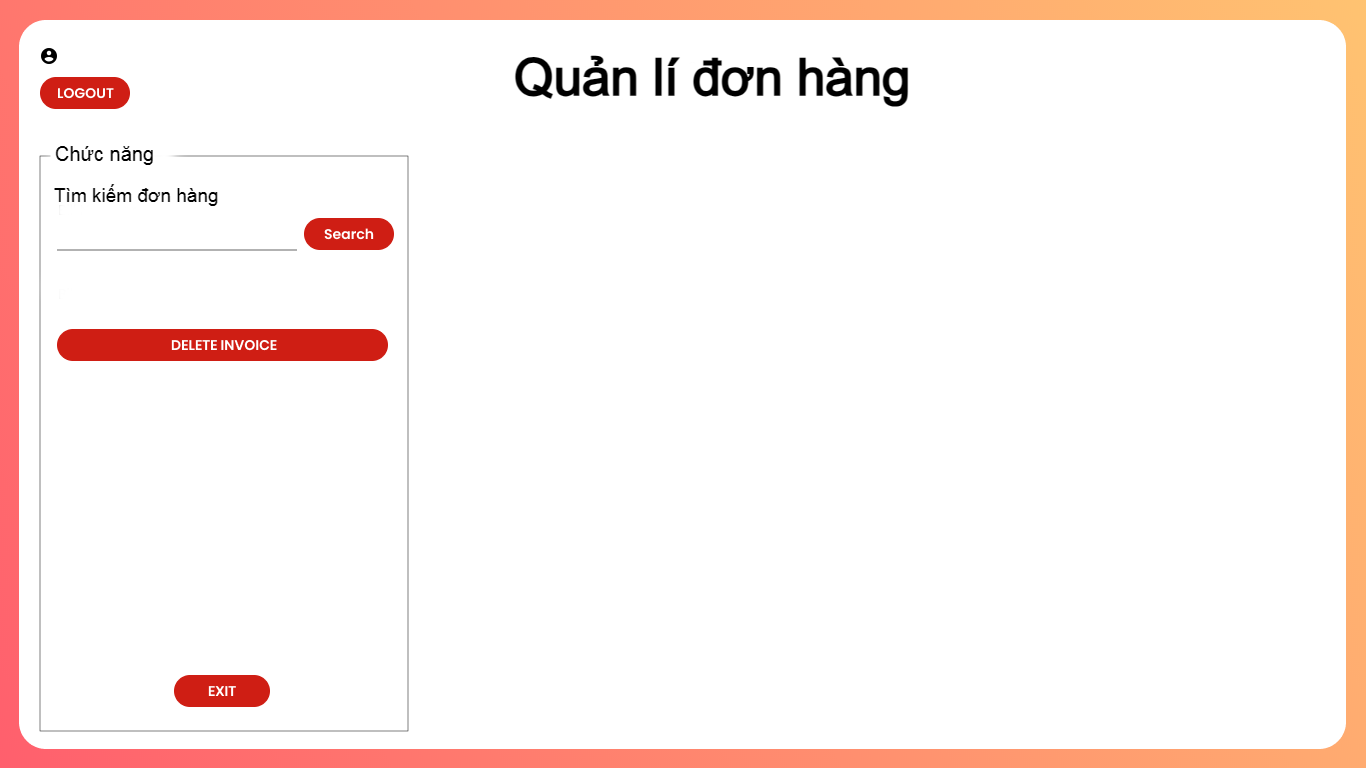 Quản lí đơn hàng
LOGOUT
Chức năng
Tìm kiếm đơn hàng
Search
DELETE INVOICE
EXIT